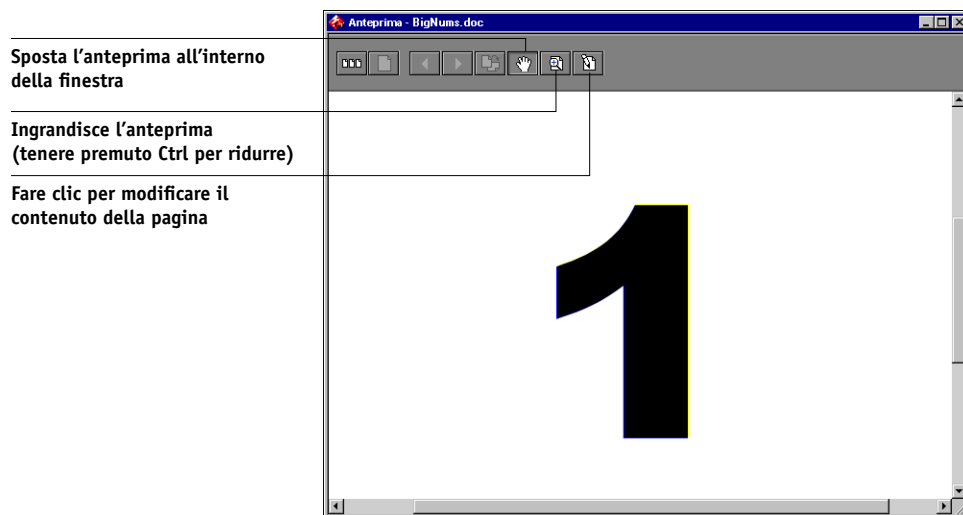 Anteprima - BigNums.doc
Sposta l'anteprima all'interno
della finestra
Ingrandisce l'anteprima
(tenere premuto Ctrl per ridurre)
Fare clic per modificare il
contenuto della pagina
1